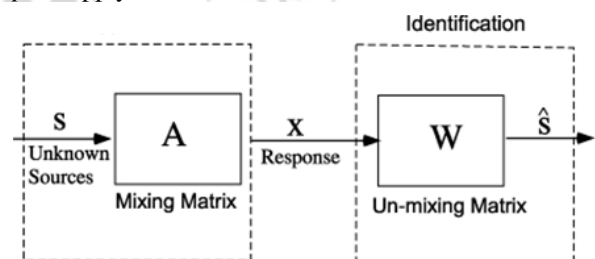 Identification
S
Unknown
Sources
A
Mixing Matrix
X
Response
W
Un-mixing Matrix
Ŝ